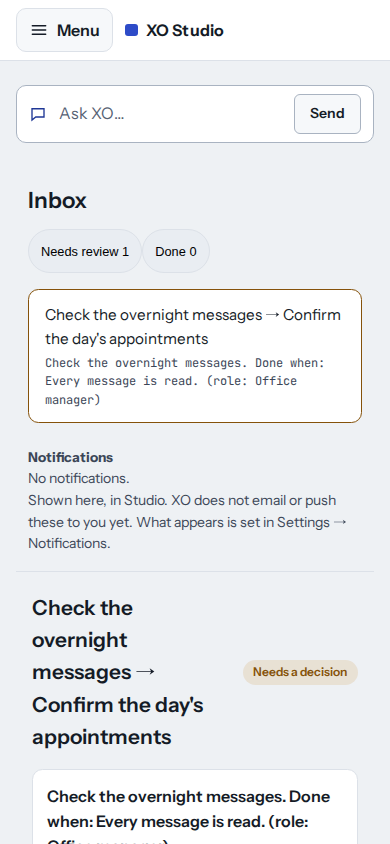 Menu
XO Studio
Ask XO...
Send
Inbox
Needs review 1
Done 0
Check the overnight messages → Confirm
the day's appointments
Check the overnight messages. Done when:
Every message is read. (role: Office
manager)
Notifications
No notifications.
Shown here, in Studio. XO does not email or push
these to you yet. What appears is set in Settings →
Notifications.
Check the
overnight
messages →
Confirm the day's
appointments
Needs a decision
Check the overnight messages. Done
when: Every message is read. (role: